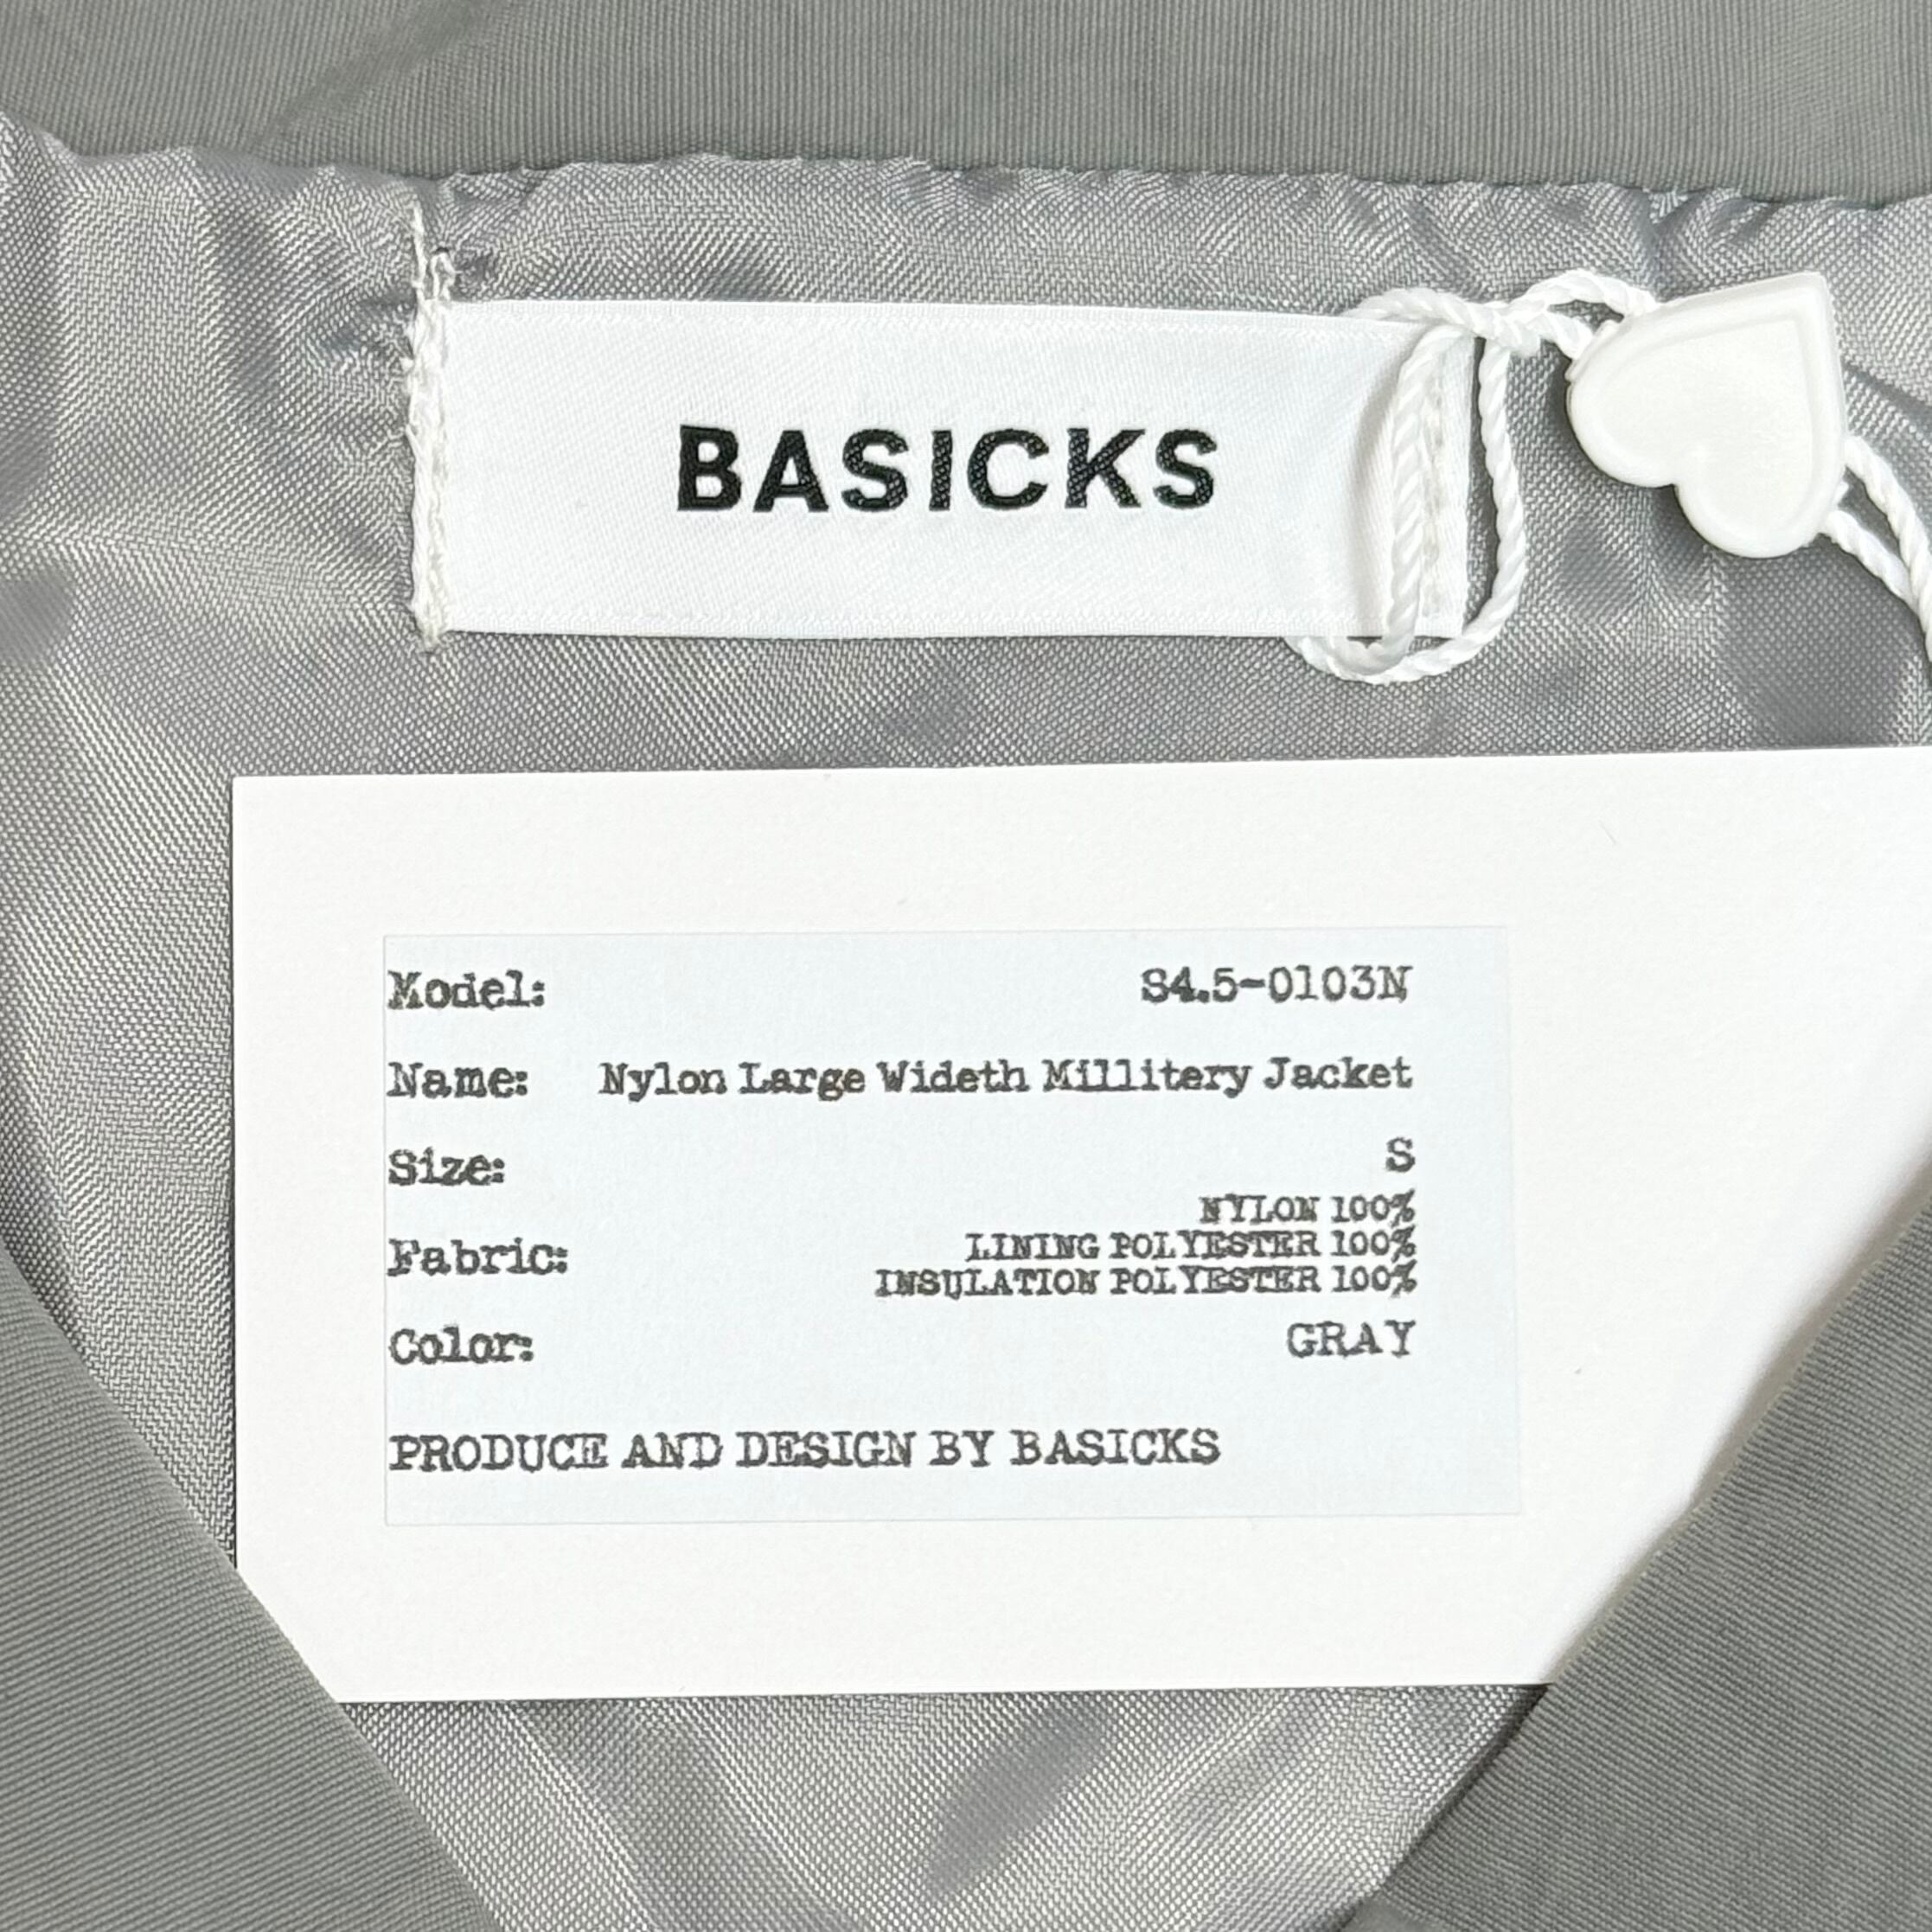 BASICKS
Model: S4.5-0103N
Name: Nylon Large Wideth Millitery Jacket
Size: S
Fabric: NYLON 100%
LINING POLYESTER 100%
INSULATION POLYESTER 100%
Color: GRAY
PRODUCE AND DESIGN BY BASICKS